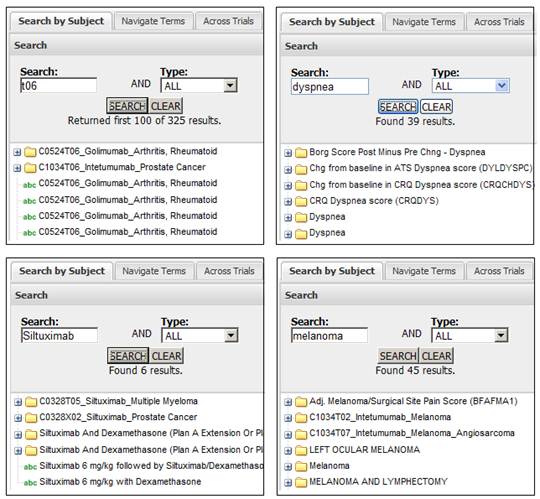 Search by Subject Navigate Terms Across Trials
Search
Search: Type:
t06 AND ALL
SEARCH CLEAR
Returned first 100 of 325 results.
C0524T06_Golimumab_Arthritis, Rheumatoid
C1034T06_Intetumumab_Prostate Cancer
abc C0524T06_Golimumab_Arthritis, Rheumatoid
abc C0524T06_Golimumab_Arthritis, Rheumatoid
abc C0524T06_Golimumab_Arthritis, Rheumatoid
abc C0524T06_Golimumab_Arthritis, Rheumatoid
Search by Subject Navigate Terms Across Trials
Search
Search: Type:
dyspnea AND ALL
SEARCH CLEAR
Found 39 results.
Borg Score Post Minus Pre Chng - Dyspnea
Chg from baseline in ATS Dyspnea score (DYLDYSPC)
Chg from baseline in CRQ Dyspnea score (CRQCHDYS)
CRQ Dyspnea score (CRQDYS)
Dyspnea
Dyspnea
Search by Subject Navigate Terms Across Trials
Search
Search: Type:
Siltuximab AND ALL
SEARCH CLEAR
Found 6 results.
C0328T05_Siltuximab_Multiple Myeloma
C0328X02_Siltuximab_Prostate Cancer
Siltuximab And Dexamethasone (Plan A Extension Or Pl
Siltuximab And Dexamethasone (Plan A Extension Or Pl
abc Siltuximab 6 mg/kg followed by Siltuximab/Dexamethaso
abc Siltuximab 6 mg/kg with Dexamethasone
Search by Subject Navigate Terms Across Trials
Search
Search: Type:
melanoma AND ALL
SEARCH CLEAR
Found 45 results.
Adj. Melanoma/Surgical Site Pain Score (BFAFMA1)
C1034T02_Intetumumab_Melanoma
C1034T07_Intetumumab_Melanoma_Angiosarcoma
LEFT OCULAR MELANOMA
Melanoma
MELANOMA AND LYMPHECTOMY